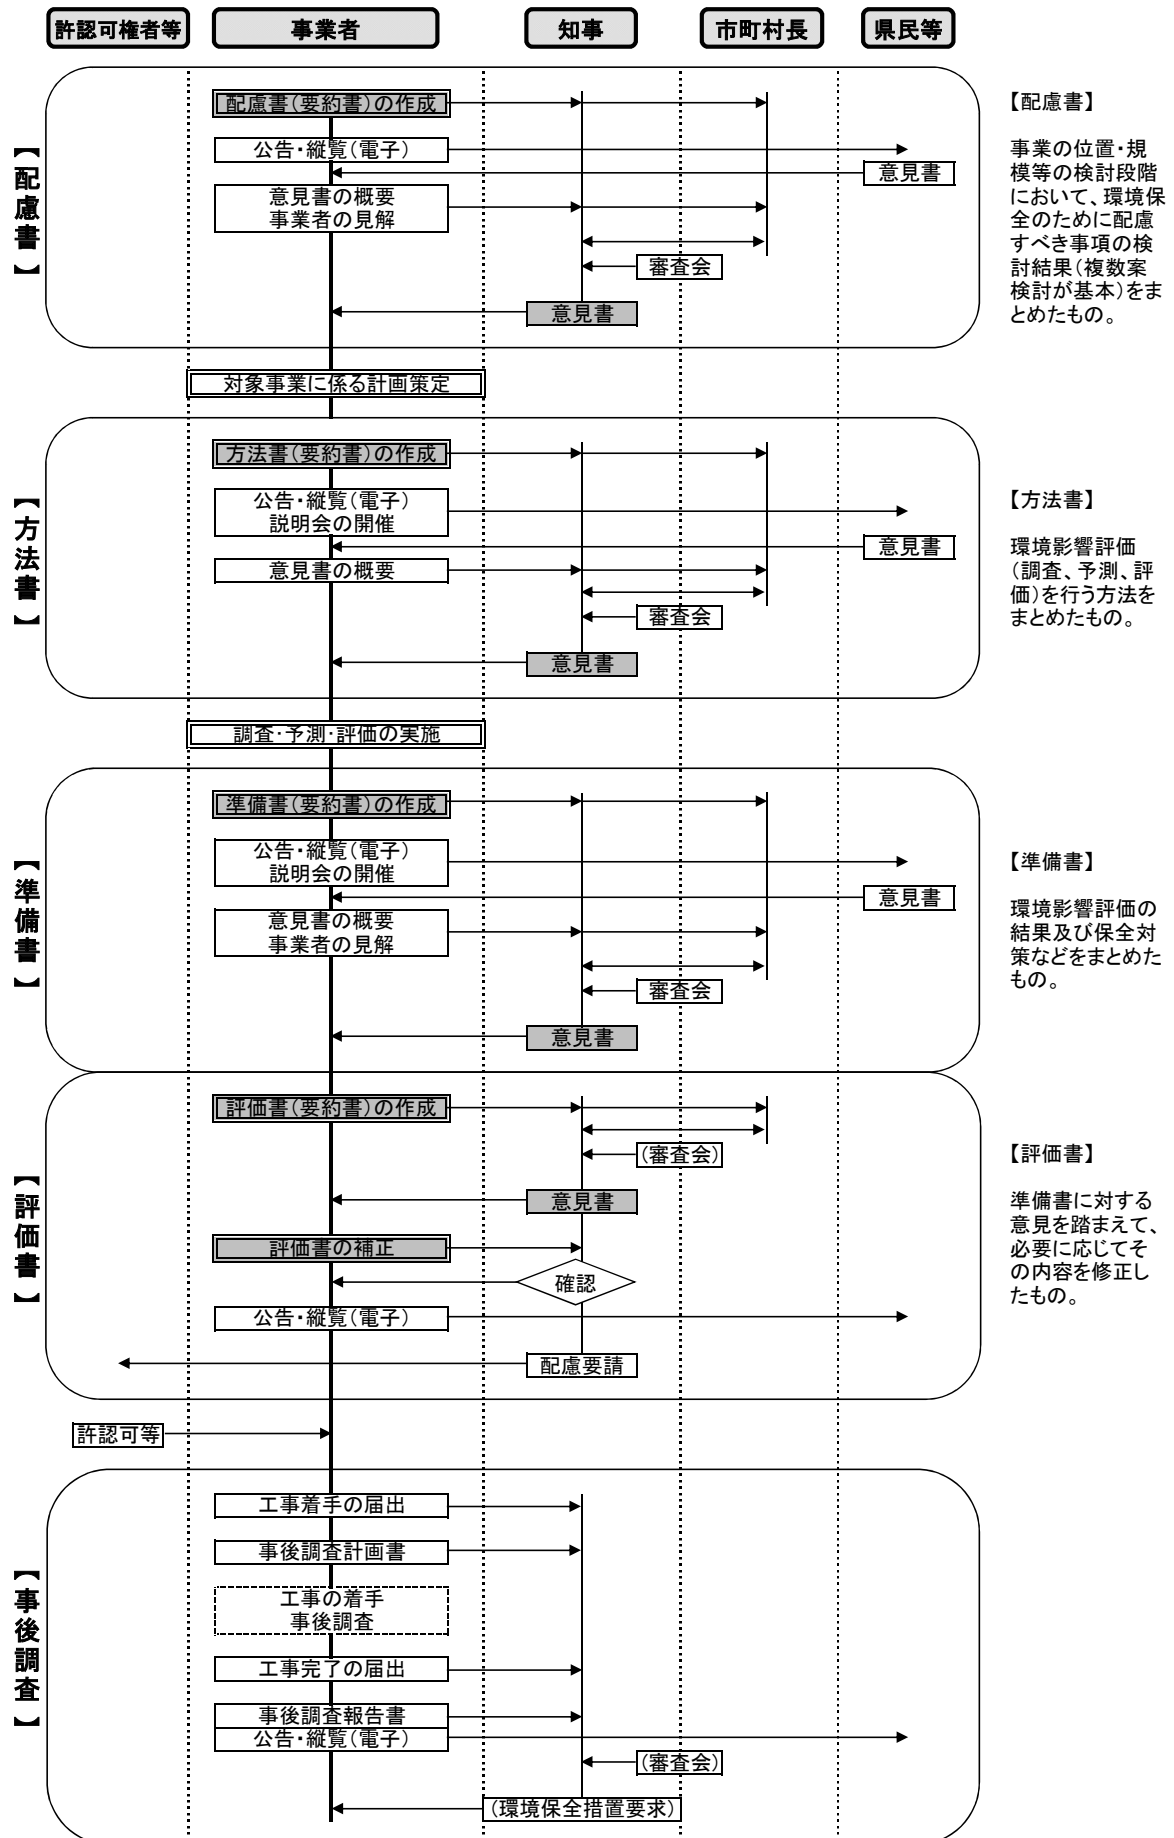 許認可権者等
事業者
知事
市町村長
県民等
【配慮書】
配慮書(要約書)の作成
公告・縦覧(電子)
意見書
意見書の概要
事業者の見解
審査会
意見書
【配慮書】
事業の位置・規
模等の検討段階
において、環境保
全のために配慮
すべき事項の検
討結果(複数案
検討が基本)をま
とめたもの。
対象事業に係る計画策定
【方法書】
方法書(要約書)の作成
公告・縦覧(電子)
説明会の開催
意見書
意見書の概要
審査会
意見書
【方法書】
環境影響評価
(調査、予測、評
価)を行う方法を
まとめたもの。
調査・予測・評価の実施
【準備書】
準備書(要約書)の作成
公告・縦覧(電子)
説明会の開催
意見書
意見書の概要
事業者の見解
審査会
意見書
【準備書】
環境影響評価の
結果及び保全対
策などをまとめた
もの。
【評価書】
評価書(要約書)の作成
(審査会)
意見書
評価書の補正
確認
公告・縦覧(電子)
配慮要請
【評価書】
準備書に対する
意見を踏まえて、
必要に応じてそ
の内容を修正し
たもの。
許認可等
【事後調査】
工事着手の届出
事後調査計画書
工事の着手
事後調査
工事完了の届出
事後調査報告書
公告・縦覧(電子)
(審査会)
(環境保全措置要求)